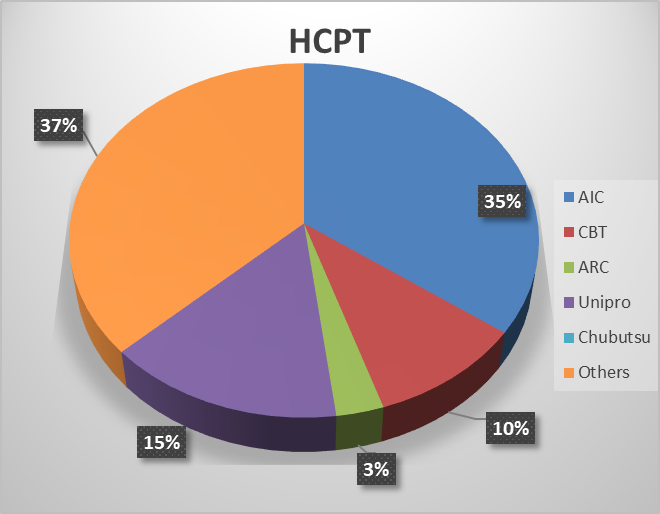 HCPT
37%
35%
15%
3%
10%
AIC
CBT
ARC
Unipro
Chubutsu
Others